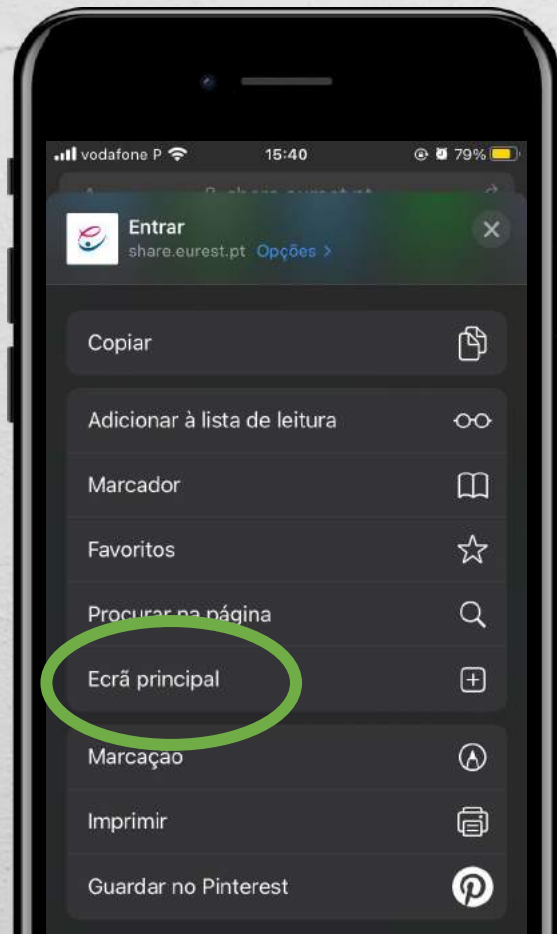 vodafone P 15:40 79%
Entrar
share.eurest.pt Opções >
Copiar
Adicionar à lista de leitura
Marcador
Favoritos
Procurar na página
Ecrã principal
Marcação
Imprimir
Guardar no Pinterest